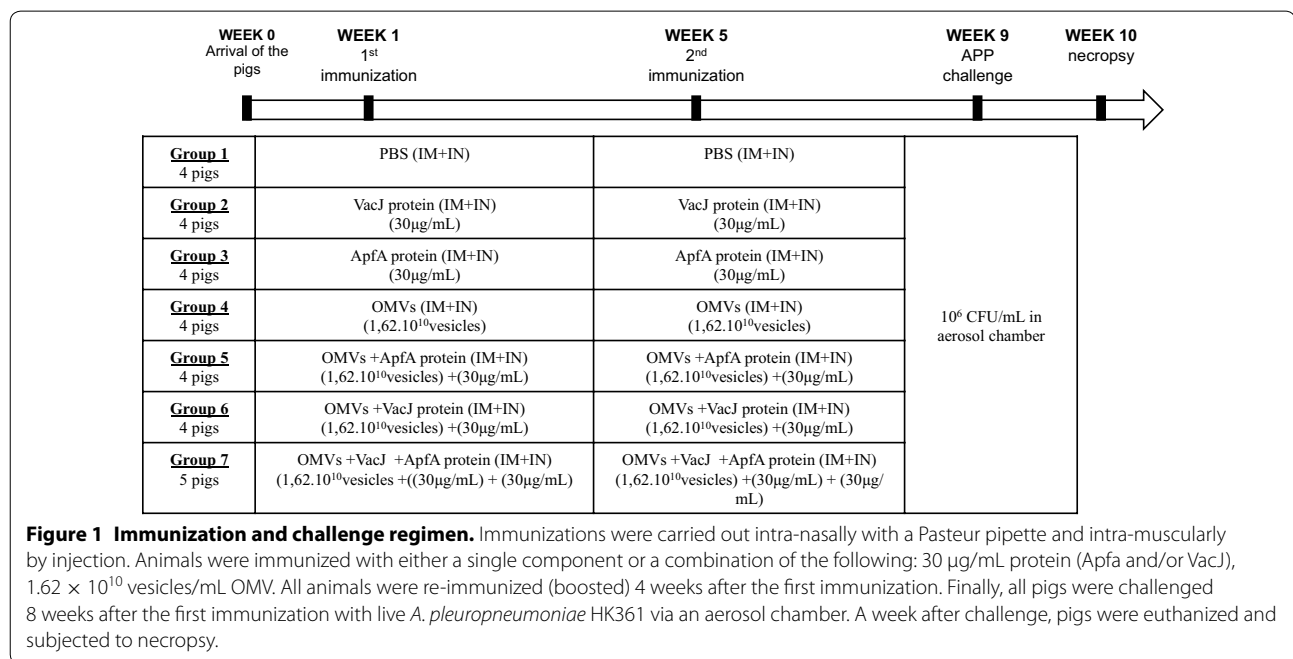 WEEK 0
Arrival of the
pigs
WEEK 1
1st
immunization
WEEK 5
2nd
immunization
WEEK 9
APP
challenge
WEEK 10
necropsy
Group 1
4 pigs
PBS (IM+IN)
PBS (IM+IN)
Group 2
4 pigs
VacJ protein (IM+IN)
(30µg/mL)
VacJ protein (IM+IN)
(30µg/mL)
Group 3
4 pigs
ApfA protein (IM+IN)
(30µg/mL)
ApfA protein (IM+IN)
(30µg/mL)
Group 4
4 pigs
OMVs (IM+IN)
(1,62.10¹⁰vesicles)
OMVs (IM+IN)
(1,62.10¹⁰vesicles)
Group 5
4 pigs
OMVs +ApfA protein (IM+IN)
(1,62.10¹⁰vesicles) +(30µg/mL)
OMVs +ApfA protein (IM+IN)
(1,62.10¹⁰vesicles) +(30µg/mL)
Group 6
4 pigs
OMVs +VacJ protein (IM+IN)
(1,62.10¹⁰vesicles) +(30µg/mL)
OMVs +VacJ protein (IM+IN)
(1,62.10¹⁰vesicles) +(30µg/mL)
Group 7
5 pigs
OMVs +VacJ +ApfA protein (IM+IN)
(1,62.10¹⁰vesicles +((30µg/mL) + (30µg/mL)
OMVs +VacJ +ApfA protein (IM+IN)
(1,62.10¹⁰vesicles) +(30µg/mL) + (30µg/
mL)
10⁶ CFU/mL in
aerosol chamber
Figure 1 Immunization and challenge regimen. Immunizations were carried out intra-nasally with a Pasteur pipette and intra-muscularly
by injection. Animals were immunized with either a single component or a combination of the following: 30 µg/mL protein (Apfa and/or VacJ),
1.62 × 10¹⁰ vesicles/mL OMV. All animals were re-immunized (boosted) 4 weeks after the first immunization. Finally, all pigs were challenged
8 weeks after the first immunization with live A. pleuropneumoniae HK361 via an aerosol chamber. A week after challenge, pigs were euthanized and
subjected to necropsy.